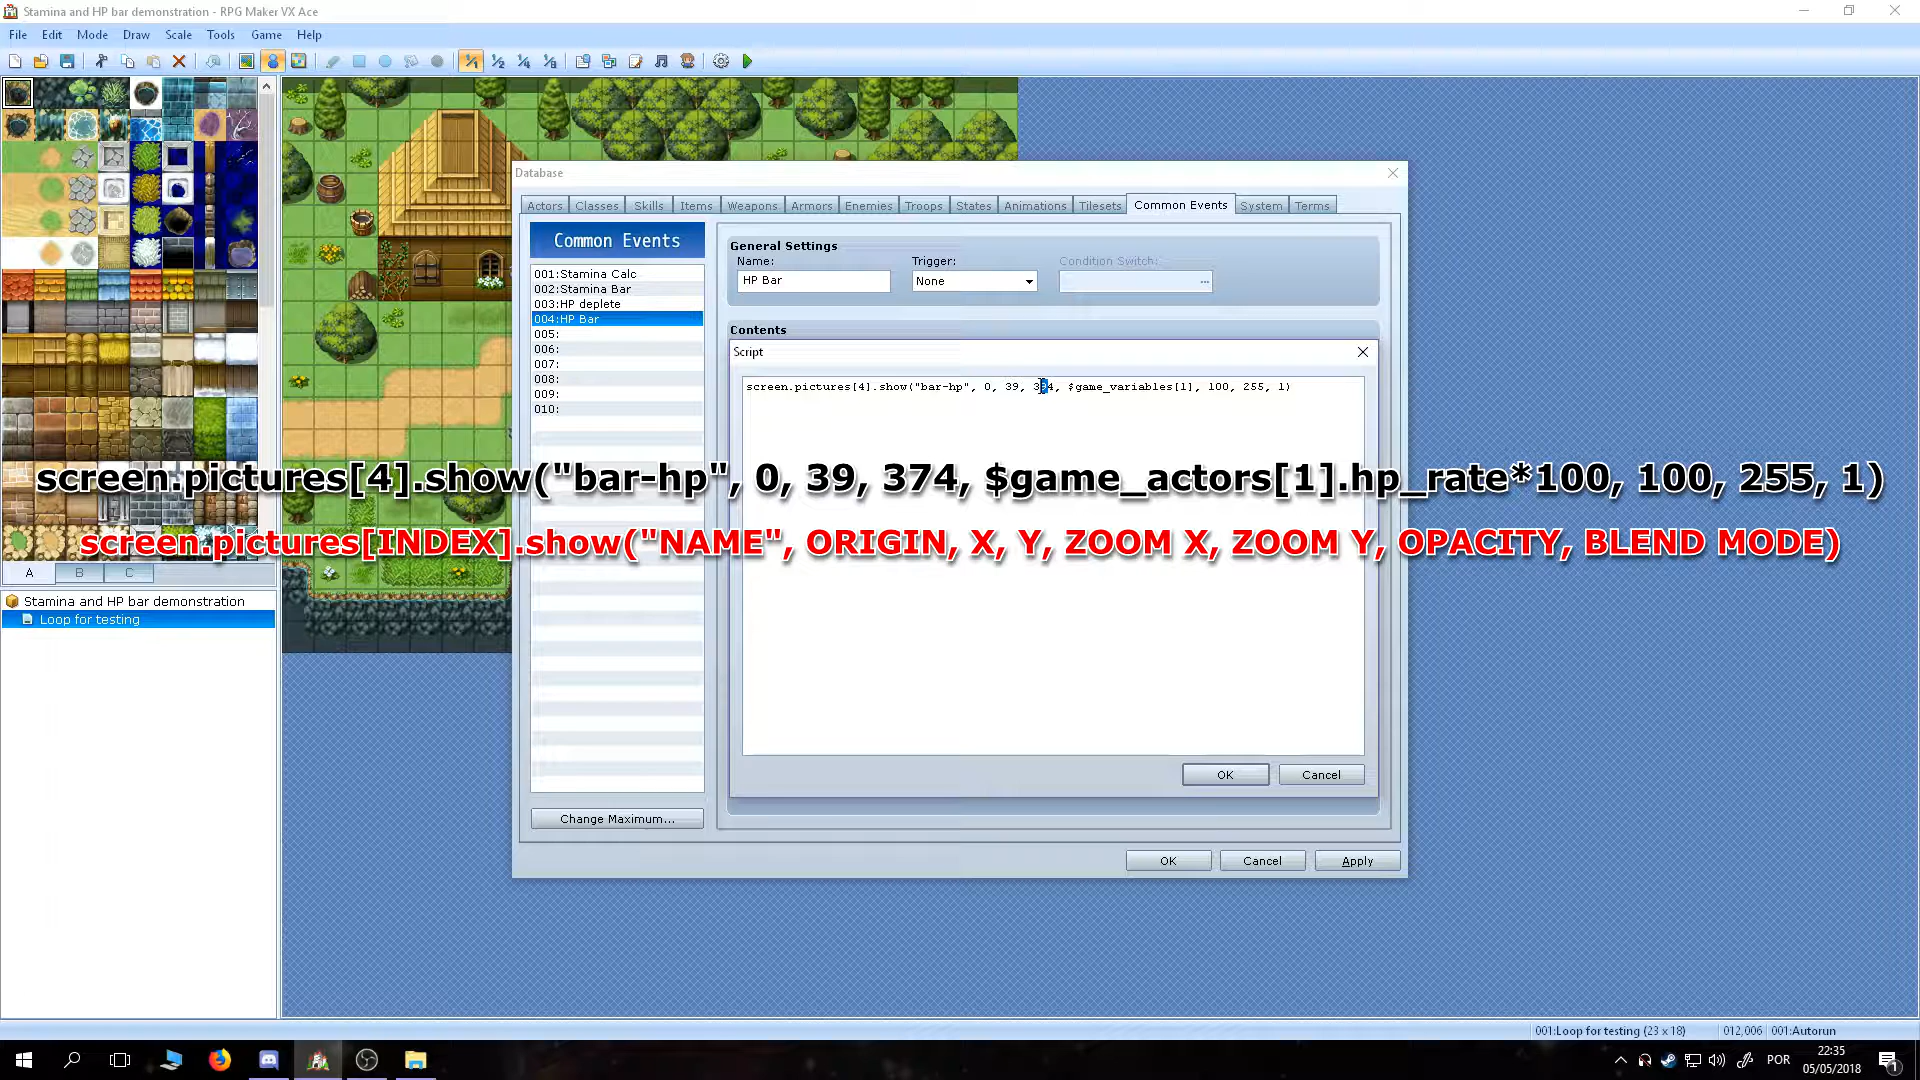 Stamina and HP bar demonstration - RPG Maker VX Ace
File Edit Mode Draw Scale Tools Game Help
Database
Actors Classes Skills Items Weapons Armors Enemies Troops States Animations Tilesets Common Events System Terms
Common Events
001:Stamina Calc
002:Stamina Bar
003:HP deplete
004:HP Bar
005:
006:
007:
008:
009:
010:
Change Maximum...
General Settings
Name: Trigger: Condition Switch:
HP Bar None ...
Contents
Script
screen.pictures[4].show("bar-hp", 0, 39, 3 4, $game_variables[1], 100, 255, 1)
screen.pictures[4].show("bar-hp", 0, 39, 374, $game_actors[1].hp_rate*100, 100, 255, 1)
screen.pictures[INDEX].show("NAME", ORIGIN, X, Y, ZOOM X, ZOOM Y, OPACITY, BLEND MODE)
OK Cancel
OK Cancel Apply
A B C
Stamina and HP bar demonstration
Loop for testing
001:Loop for testing (23 x 18) 012,006 001:Autorun
POR
22:35
05/05/2018
1